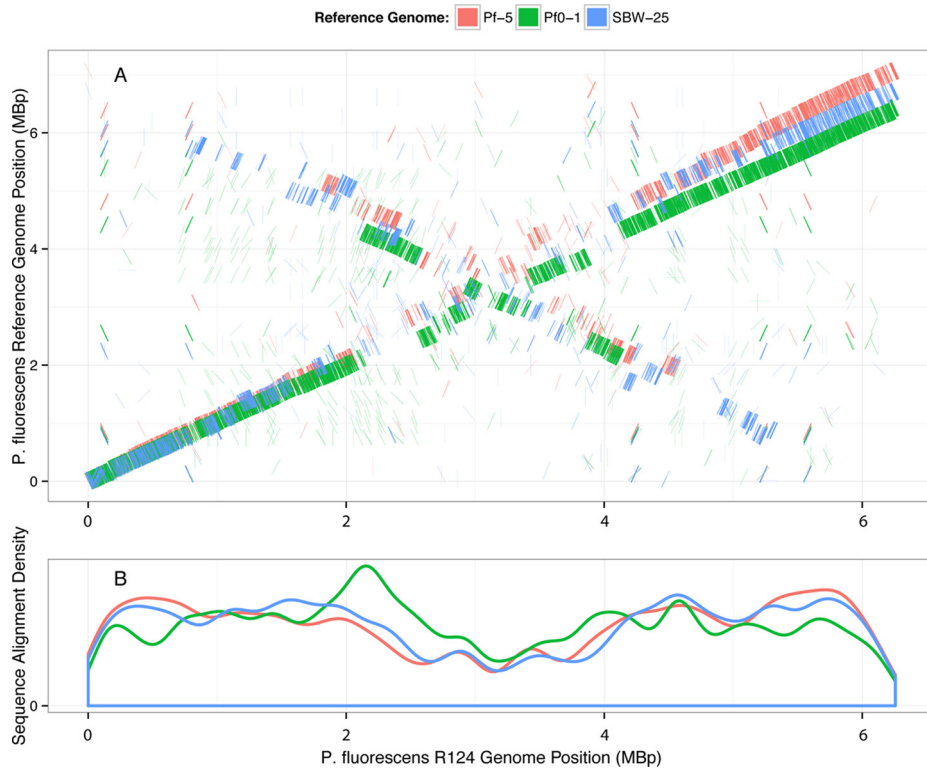 Reference Genome: Pf-5 Pf0-1 SBW-25
A
P. fluorescens Reference Genome Position (MBp)
6
4
2
0
0 2 4 6
B
Sequence Alignment Density
0
0 2 4 6
P. fluorescens R124 Genome Position (MBp)